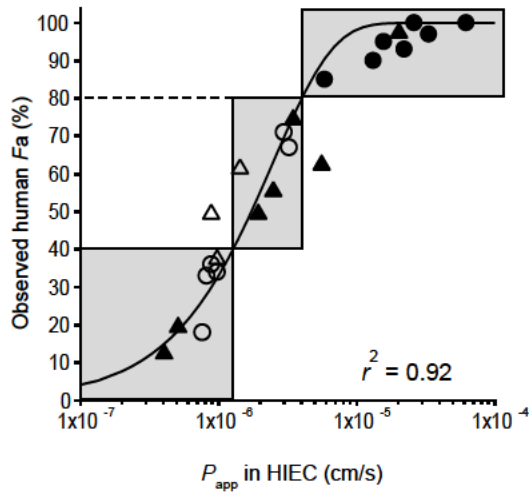 Observed human Fa (%)
100
90
80
70
60
50
40
30
20
10
0
r² = 0.92
1x10⁻⁷ 1x10⁻⁶ 1x10⁻⁵ 1x10⁻⁴
Papp in HIEC (cm/s)